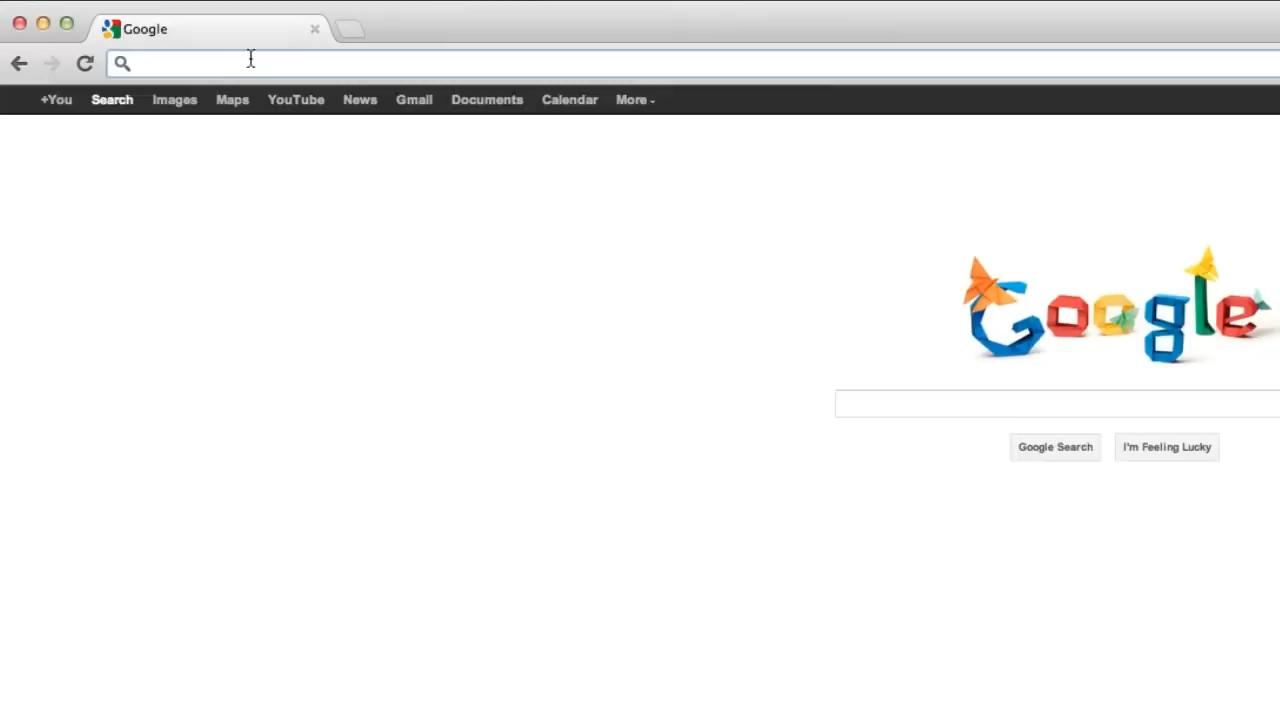 Google
+You Search Images Maps YouTube News Gmail Documents Calendar More
Google
Google Search I'm Feeling Lucky